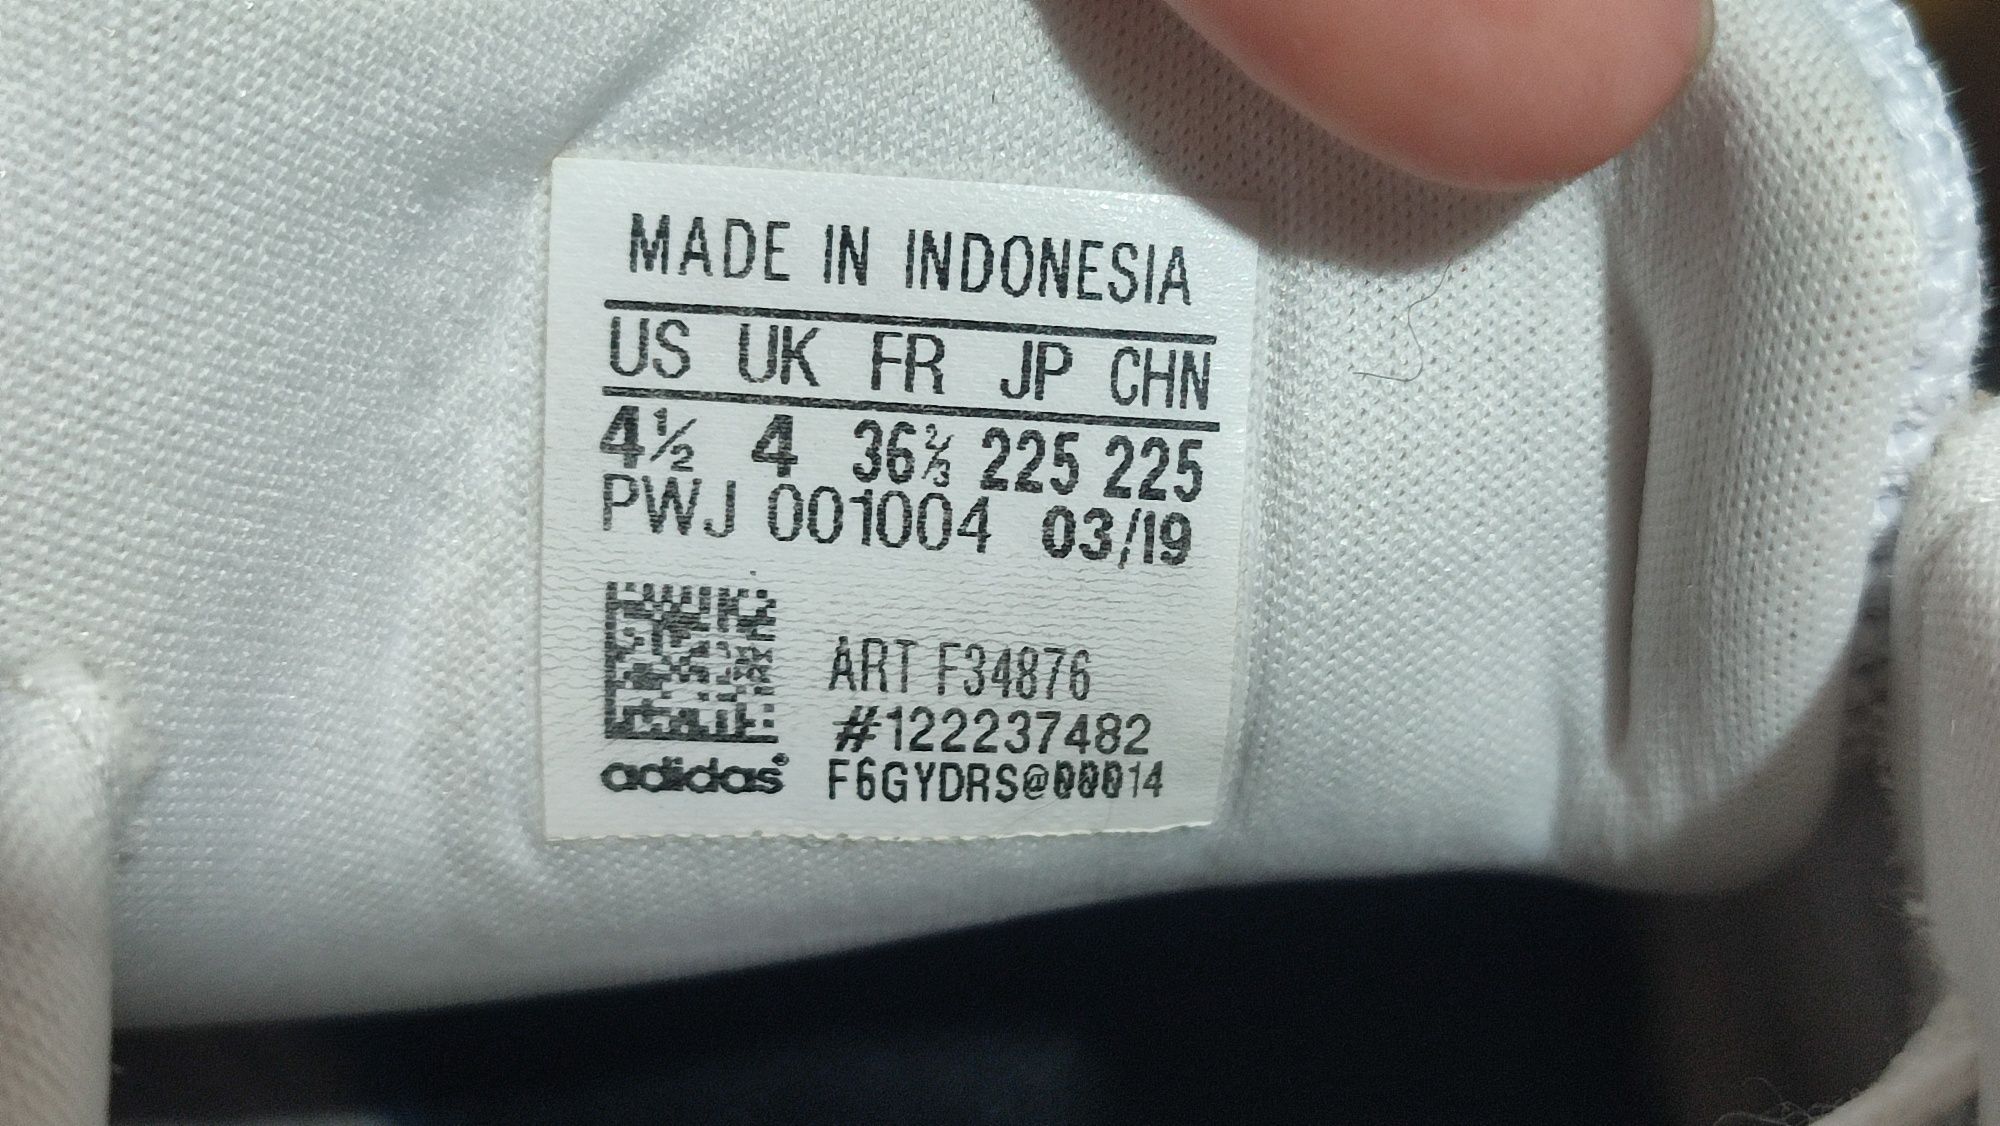 MADE IN INDONESIA
US UK FR JP CHN
4½ 4 36⅔ 225 225
PWJ 001004 03/19
ART F34876
#122237482
adidas® F6GYDRS@00014